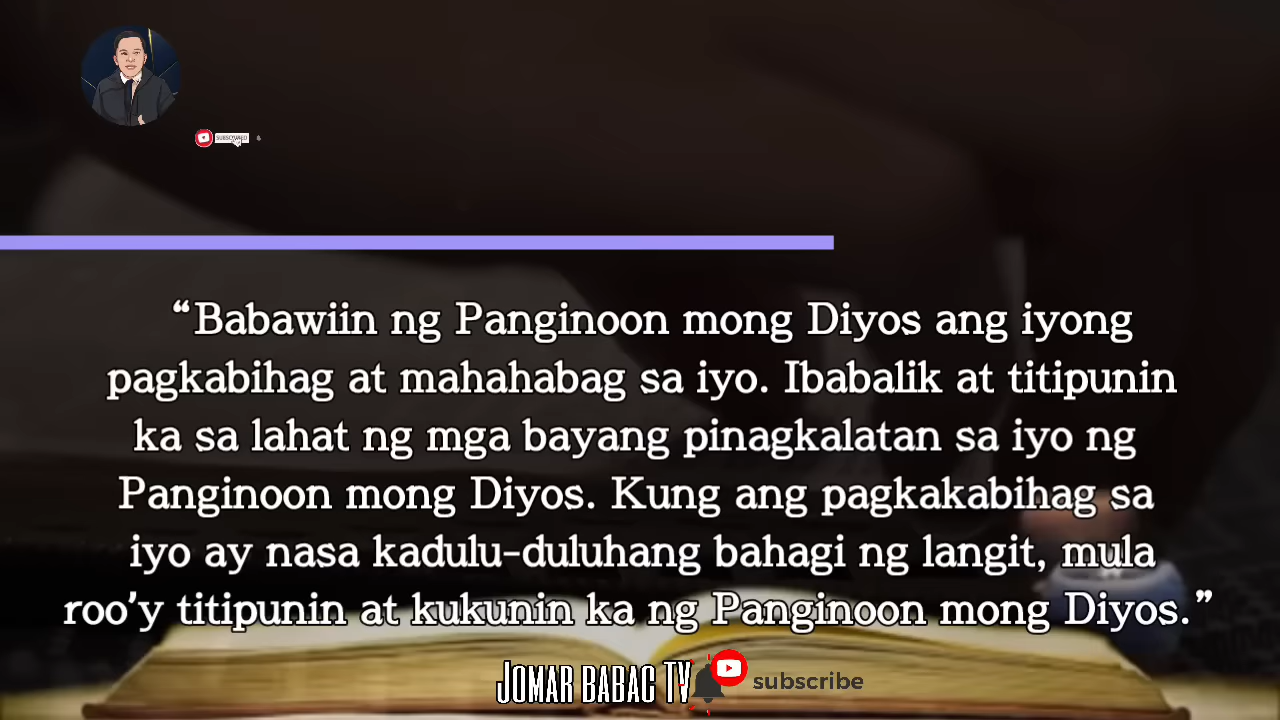 “Babawiin ng Panginoon mong Diyos ang iyong
pagkabihag at mahahabag sa iyo. Ibabalik at titipunin
ka sa lahat ng mga bayang pinagkalatan sa iyo ng
Panginoon mong Diyos. Kung ang pagkakabihag sa
iyo ay nasa kadulu-duluhang bahagi ng langit, mula
roo’y titipunin at kukunin ka ng Panginoon mong Diyos.”
JOMAR BABAC TV
subscribe